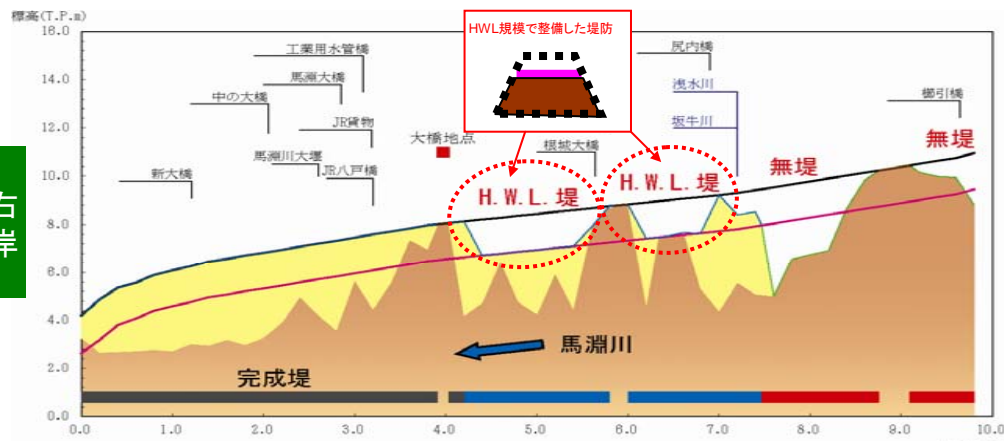 標高(T.P.m)
HWL規模で整備した堤防
工業用水管橋
尻内橋
馬淵大橋
浅水川
中の大橋
櫛引橋
JR貨物
坂牛川
大橋地点
無堤
馬淵川大堰
根城大橋
新大橋
JR八戸橋
H.W.L.堤
H.W.L.堤
無堤
右岸
馬淵川
完成堤
16.0
14.0
12.0
10.0
8.0
6.0
4.0
2.0
0.0
0.0 1.0 2.0 3.0 4.0 5.0 6.0 7.0 8.0 9.0 10.0